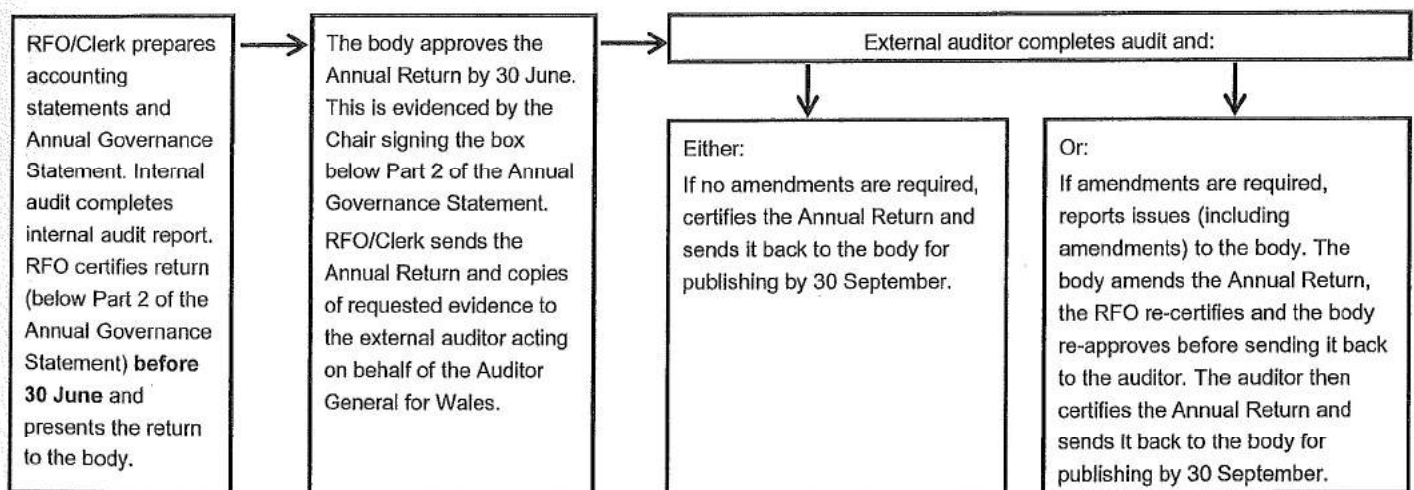 RFO/Clerk prepares
accounting
statements and
Annual Governance
Statement. Internal
audit completes
internal audit report.
RFO certifies return
(below Part 2 of the
Annual Governance
Statement) before
30 June and
presents the return
to the body.
The body approves the
Annual Return by 30 June.
This is evidenced by the
Chair signing the box
below Part 2 of the Annual
Governance Statement.
RFO/Clerk sends the
Annual Return and copies
of requested evidence to
the external auditor acting
on behalf of the Auditor
General for Wales.
External auditor completes audit and:
Either:
If no amendments are required,
certifies the Annual Return and
sends it back to the body for
publishing by 30 September.
Or:
If amendments are required,
reports issues (including
amendments) to the body. The
body amends the Annual Return,
the RFO re-certifies and the body
re-approves before sending it back
to the auditor. The auditor then
certifies the Annual Return and
sends it back to the body for
publishing by 30 September.